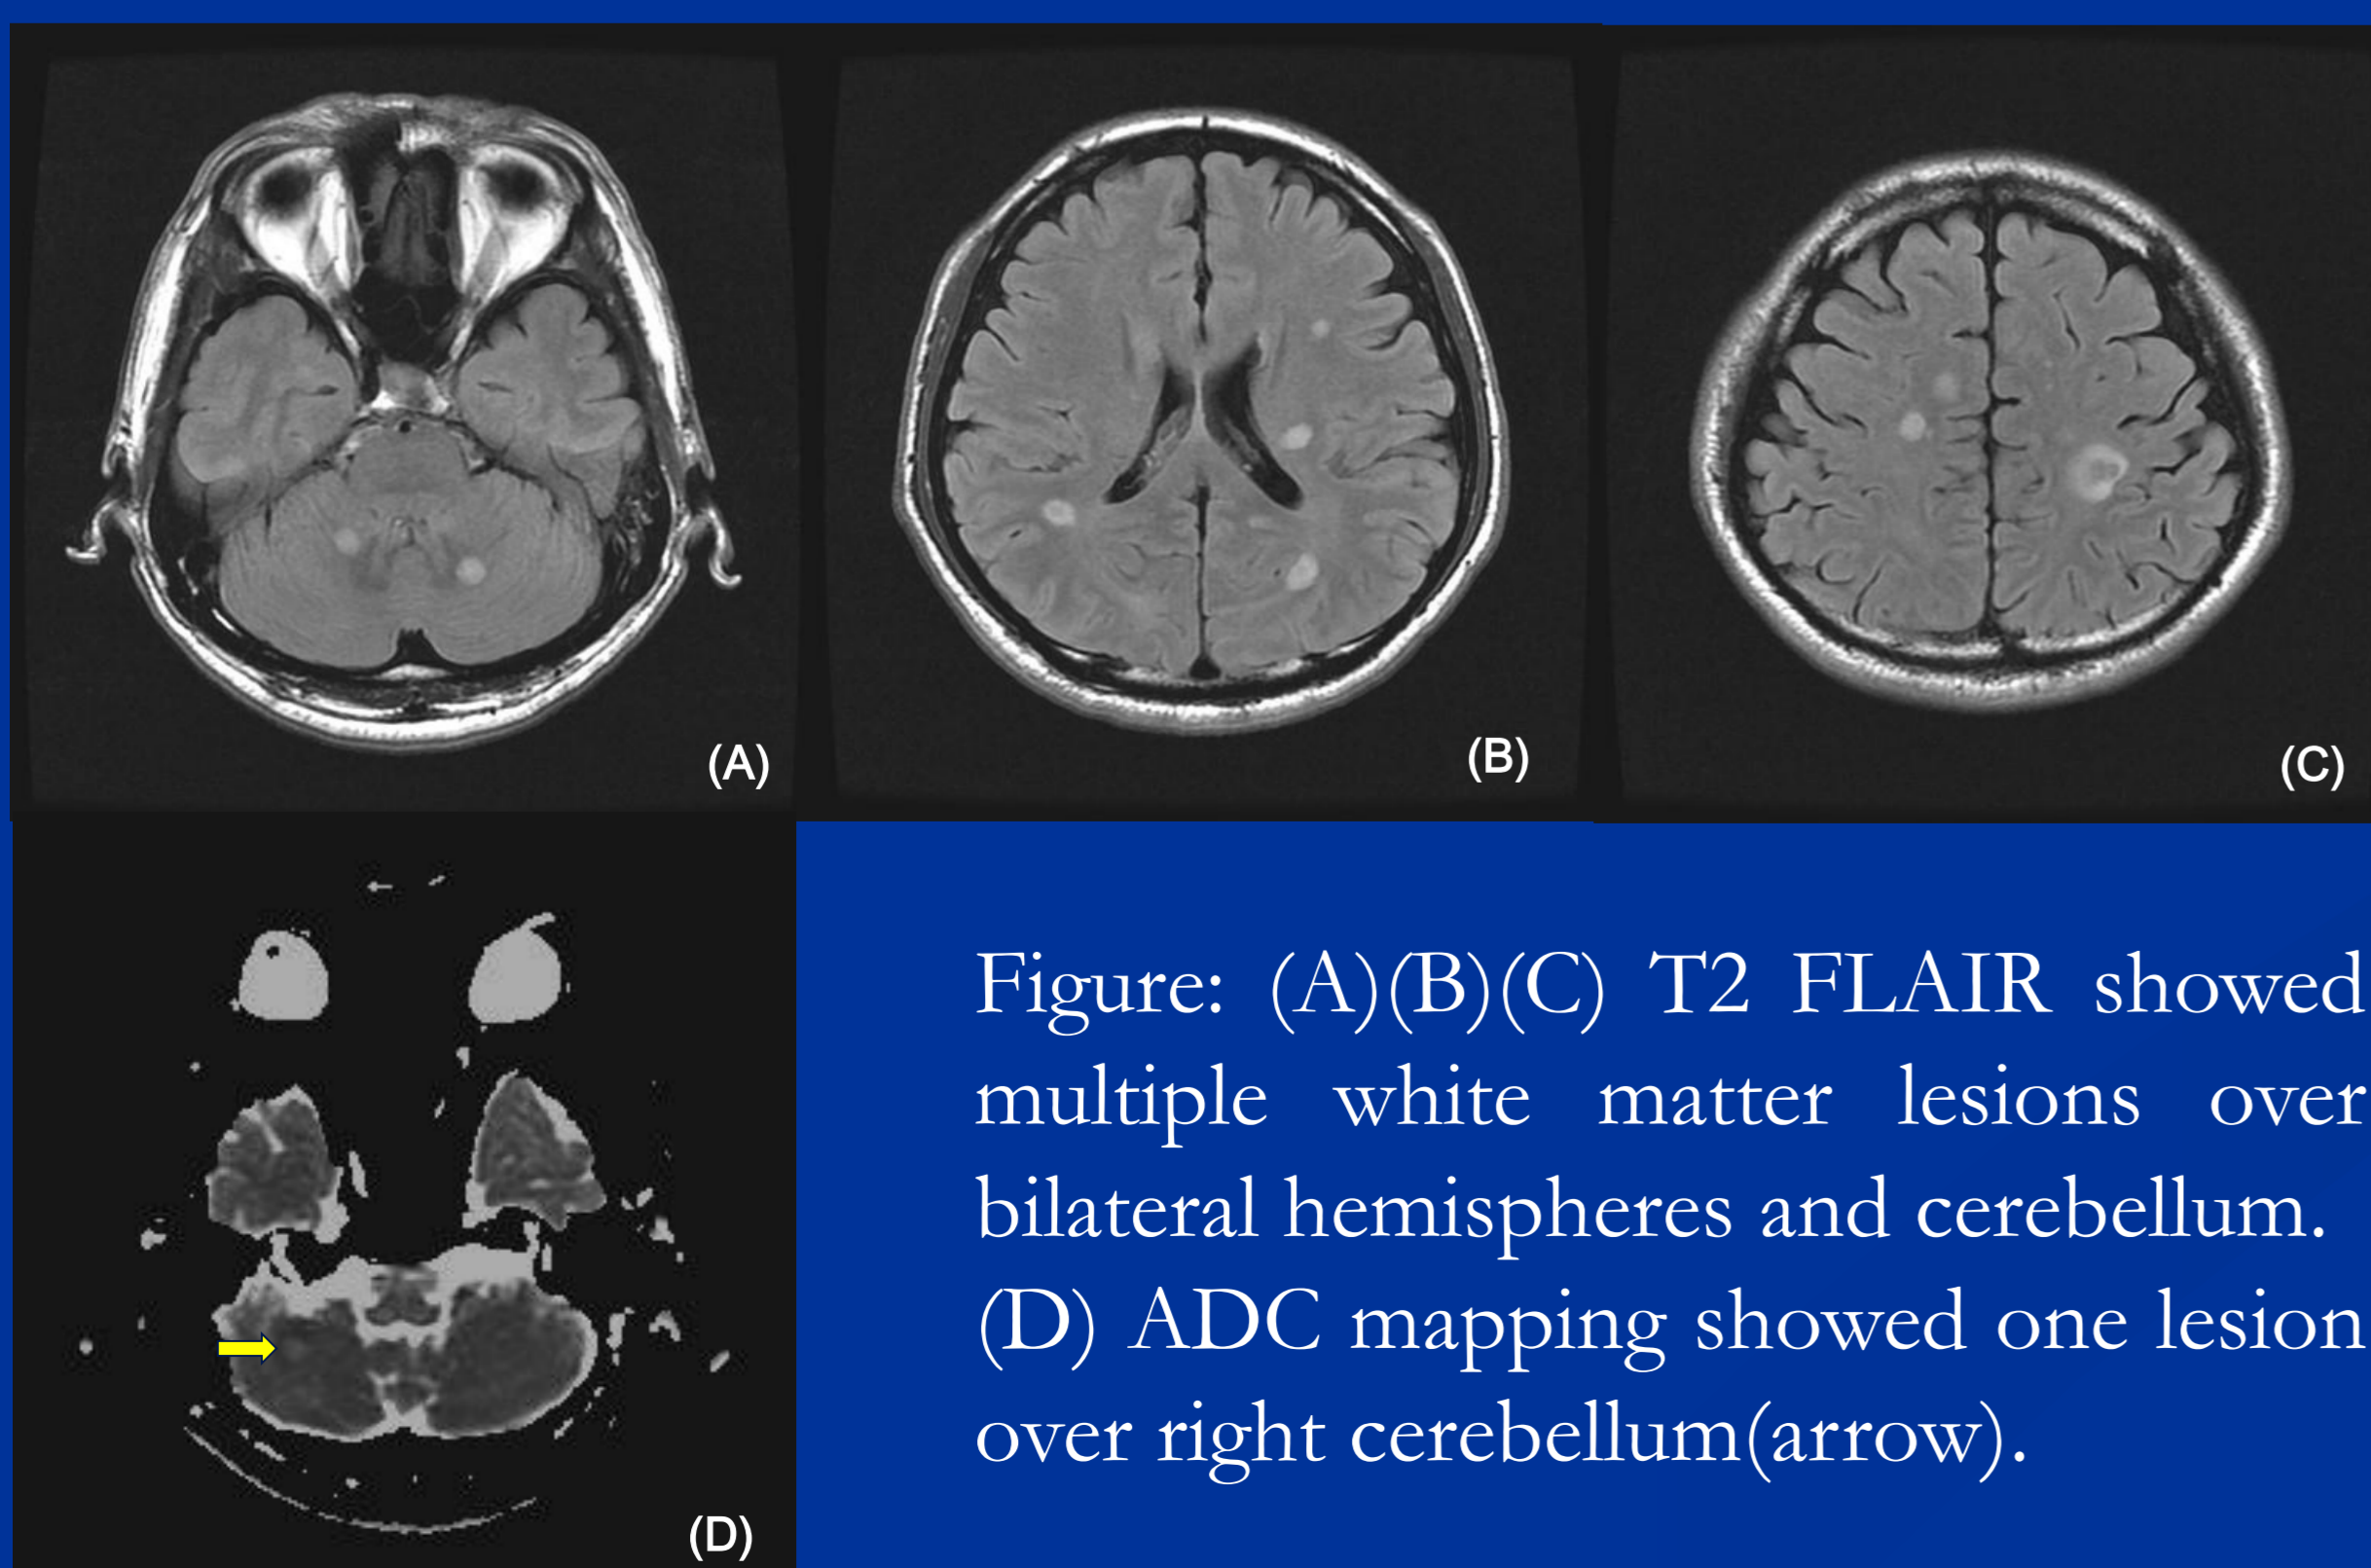 (A)
(B)
(C)
(D)
Figure: (A)(B)(C) T2 FLAIR showed
multiple white matter lesions over
bilateral hemispheres and cerebellum.
(D) ADC mapping showed one lesion
over right cerebellum(arrow).